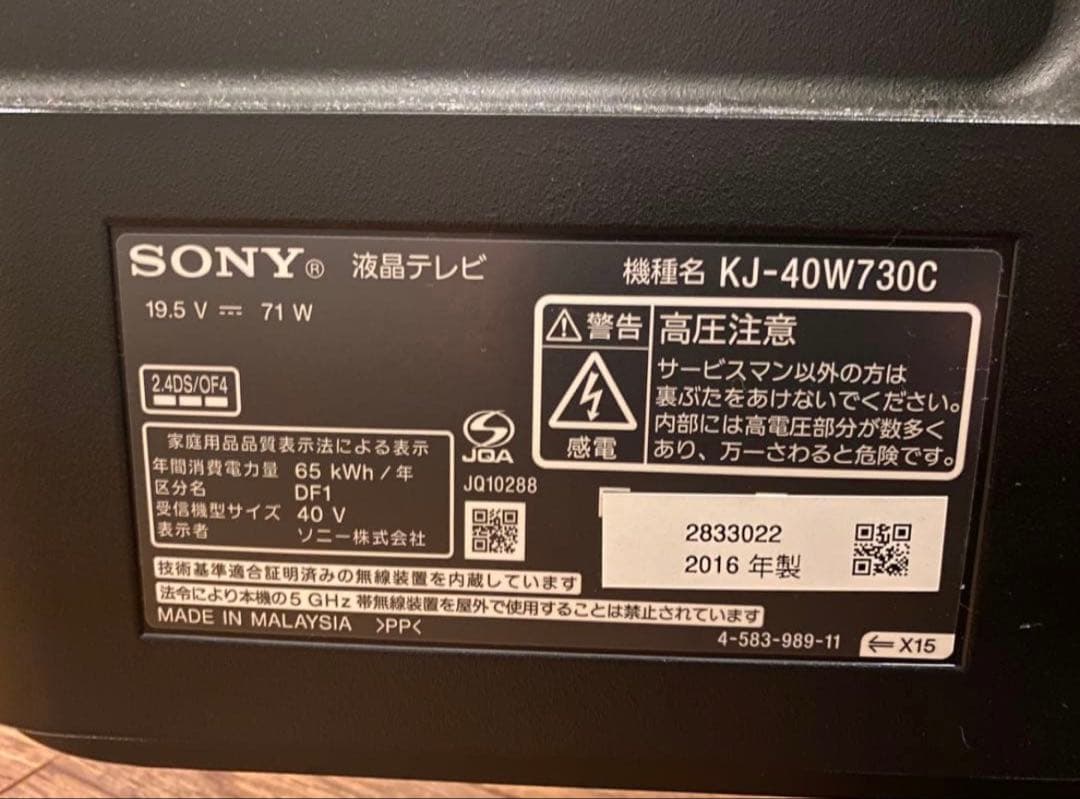 SONY® 液晶テレビ
機種名 KJ-40W730C
19.5 V ⎓ 71 W
2.4DS/OF4
⚠警告
感電
高圧注意
サービスマン以外の方は
裏ぶたをあけないでください。
内部には高電圧部分が数多く
あり、万一さわると危険です。
家庭用品品質表示法による表示
年間消費電力量 65 kWh / 年
区分名 DF1
受信機型サイズ 40 V
表示者 ソニー株式会社
JQA
JQ10288
2833022
2016 年製
技術基準適合証明済みの無線装置を内蔵しています
法令により本機の5 GHz 帯無線装置を屋外で使用することは禁止されています
MADE IN MALAYSIA >PP<
4-583-989-11
⇐ X15